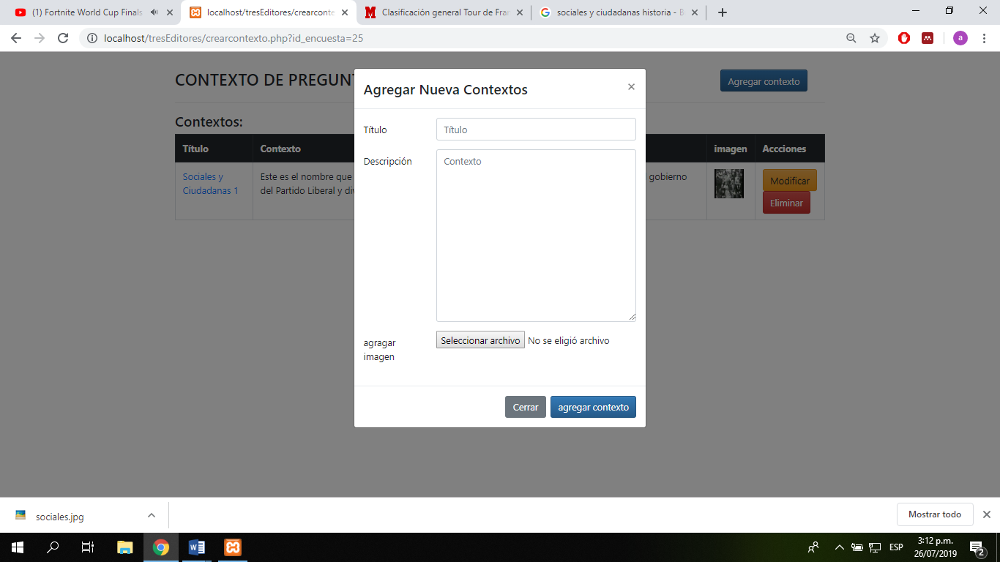 (1) Fortnite World Cup Finals
localhost/tresEditores/crearconte
Clasificación general Tour de Fran
sociales y ciudadanas historia - B
localhost/tresEditores/crearcontexto.php?id_encuesta=25
a
CONTEXTO DE PREGUNT
Agregar contexto
Agregar Nueva Contextos
×
Contextos:
Título
Título
Título
Contexto
imagen
Accciones
Descripción
Contexto
Sociales y
Ciudadanas 1
Este es el nombre que
del Partido Liberal y div
gobierno
Modificar
Eliminar
agragar
imagen
Seleccionar archivo
No se eligió archivo
Cerrar
agregar contexto
sociales.jpg
Mostrar todo
ESP
3:12 p.m.
26/07/2019
2